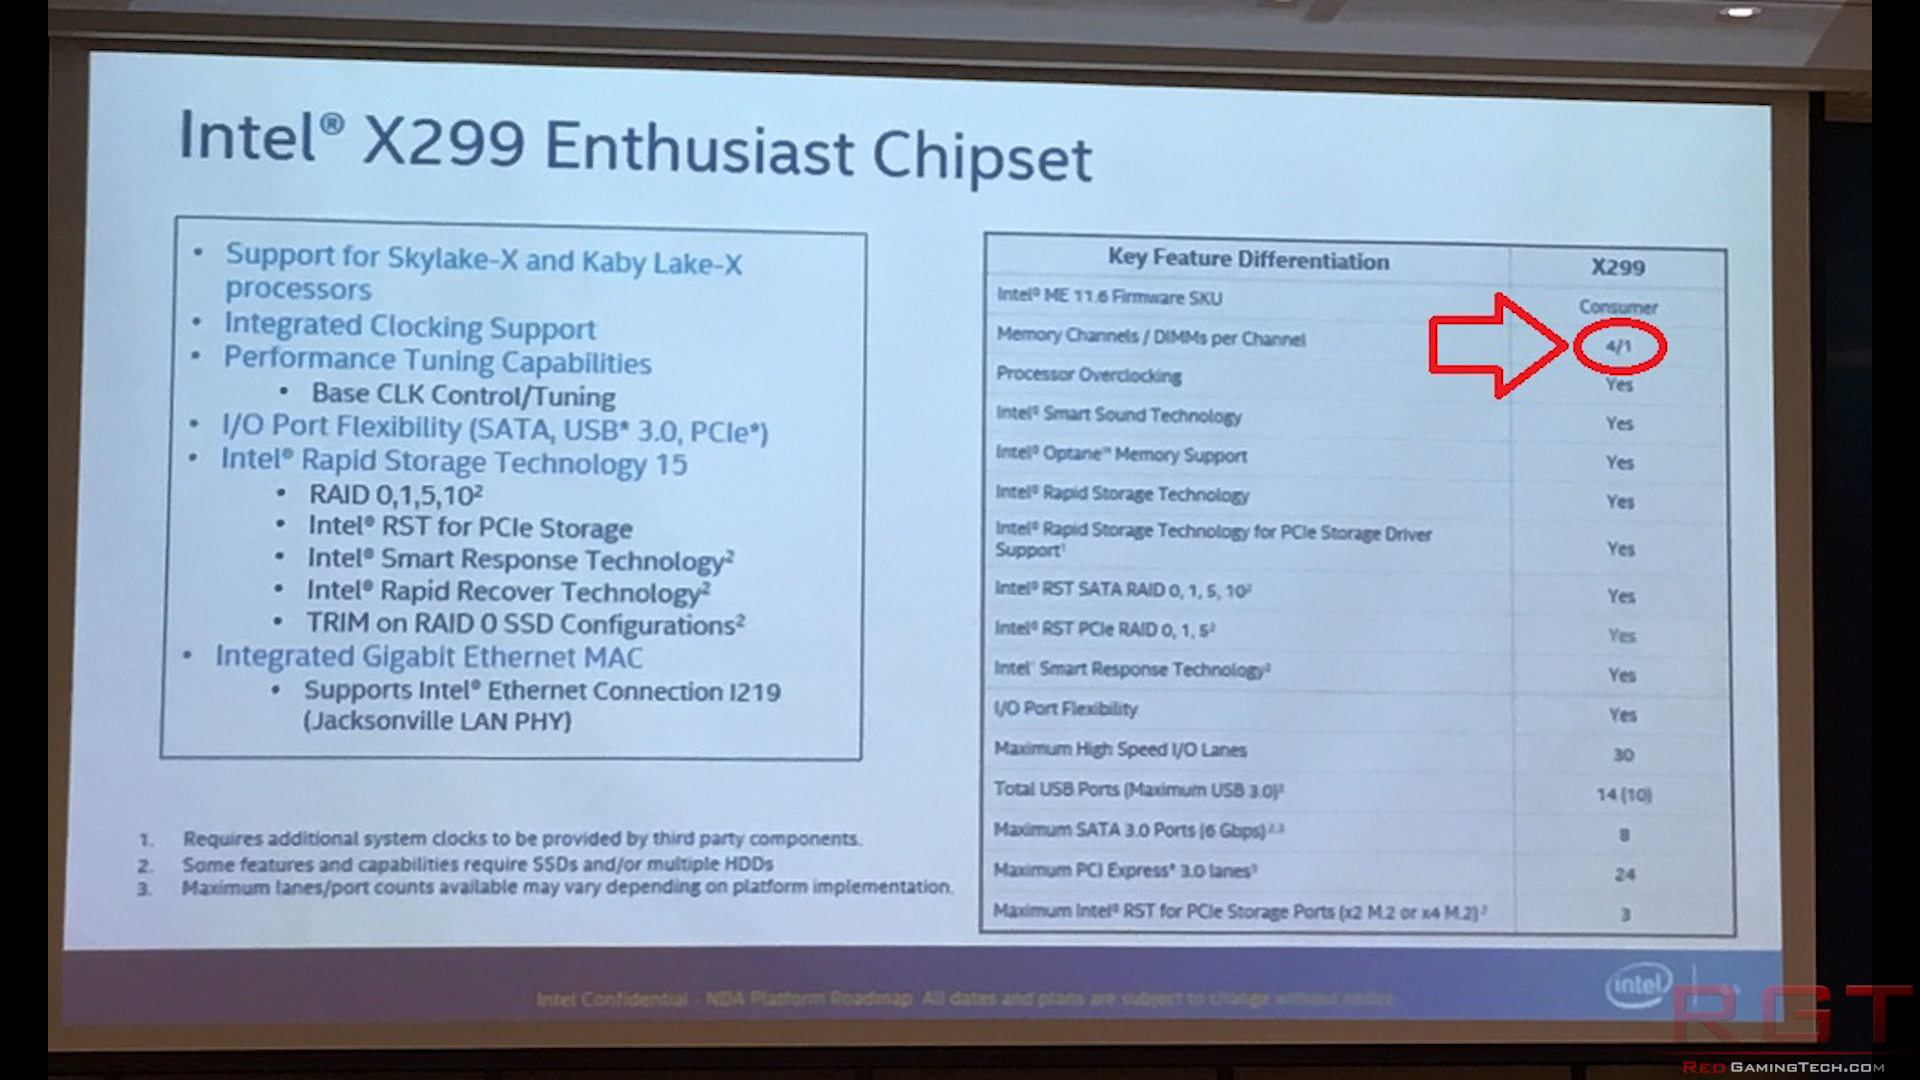 Intel® X299 Enthusiast Chipset
• Support for Skylake-X and Kaby Lake-X
processors
• Integrated Clocking Support
• Performance Tuning Capabilities
• Base CLK Control/Tuning
• I/O Port Flexibility (SATA, USB* 3.0, PCIe*)
• Intel® Rapid Storage Technology 15
• RAID 0,1,5,10²
• Intel® RST for PCIe Storage
• Intel® Smart Response Technology²
• Intel® Rapid Recover Technology²
• TRIM on RAID 0 SSD Configurations²
• Integrated Gigabit Ethernet MAC
• Supports Intel® Ethernet Connection I219
(Jacksonville LAN PHY)
1. Requires additional system clocks to be provided by third party components.
2. Some features and capabilities require SSDs and/or multiple HDDs
3. Maximum lanes/port counts available may vary depending on platform implementation.
Key Feature Differentiation X299
Intel® ME 11.6 Firmware SKU Consumer
Memory Channels / DIMMs per Channel 4/1
Processor Overclocking Yes
Intel® Smart Sound Technology Yes
Intel® Optane™ Memory Support Yes
Intel® Rapid Storage Technology Yes
Intel® Rapid Storage Technology for PCIe Storage Driver
Support¹ Yes
Intel® RST SATA RAID 0, 1, 5, 10² Yes
Intel® RST PCIe RAID 0, 1, 5² Yes
Intel® Smart Response Technology² Yes
I/O Port Flexibility Yes
Maximum High Speed I/O Lanes 30
Total USB Ports (Maximum USB 3.0)³ 14 (10)
Maximum SATA 3.0 Ports (6 Gbps)²,³ 8
Maximum PCI Express* 3.0 lanes³ 24
Maximum Intel® RST for PCIe Storage Ports (x2 M.2 or x4 M.2)² 3
Intel Confidential - NDA Platform Roadmap. All dates and plans are subject to change without notice
intel
RGT
RedGamingTech.com